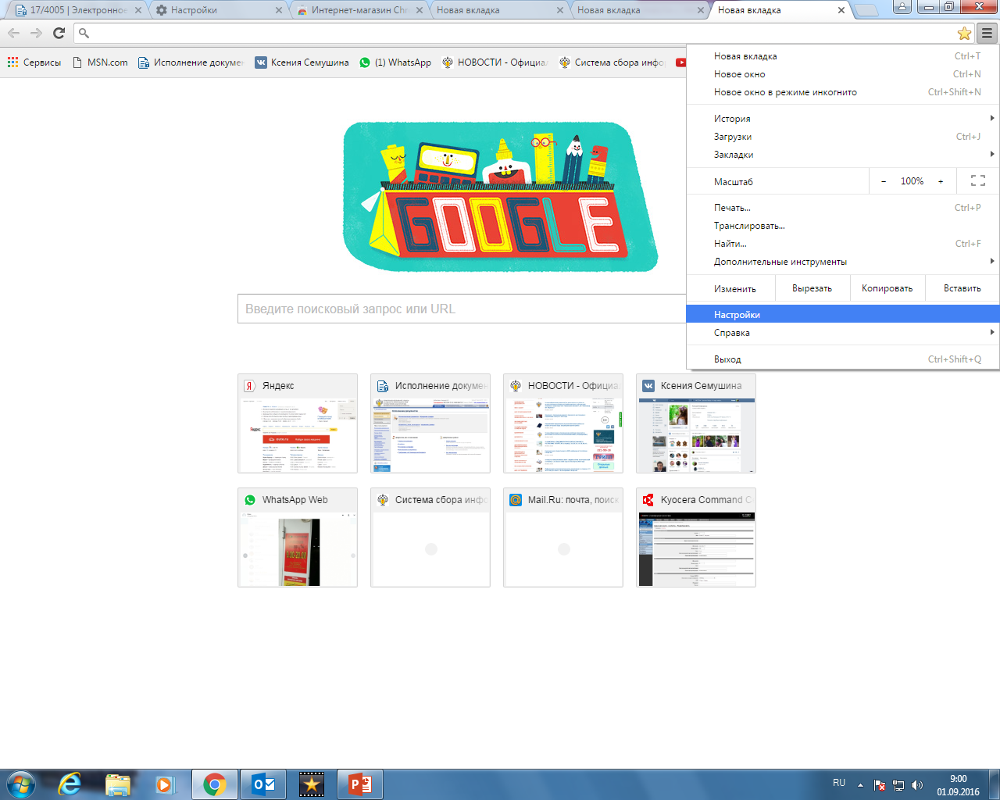 17/4005 | Электронное
Настройки
Интернет-магазин Chr
Новая вкладка
Новая вкладка
Новая вкладка
Сервисы
MSN.com
Исполнение докумен
Ксения Семушина
(1) WhatsApp
НОВОСТИ - Официал
Система сбора инфор
Новая вкладка Ctrl+T
Новое окно Ctrl+N
Новое окно в режиме инкогнито Ctrl+Shift+N
История
Загрузки Ctrl+J
Закладки
Масштаб − 100% +
Печать... Ctrl+P
Транслировать...
Найти... Ctrl+F
Дополнительные инструменты
Изменить Вырезать Копировать Вставить
Настройки
Справка
Выход Ctrl+Shift+Q
GOOGLE
Введите поисковый запрос или URL
Яндекс
Исполнение докумен
НОВОСТИ - Официа
Ксения Семушина
WhatsApp Web
Система сбора инфо
Mail.Ru: почта, поиск
Kyocera Command C
RU
9:00
01.09.2016